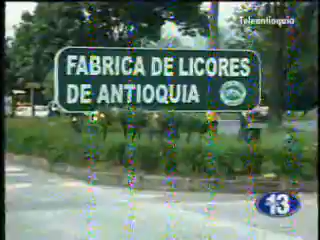 Teleantioquia
FABRICA DE LICORES
DE ANTIOQUIA
13